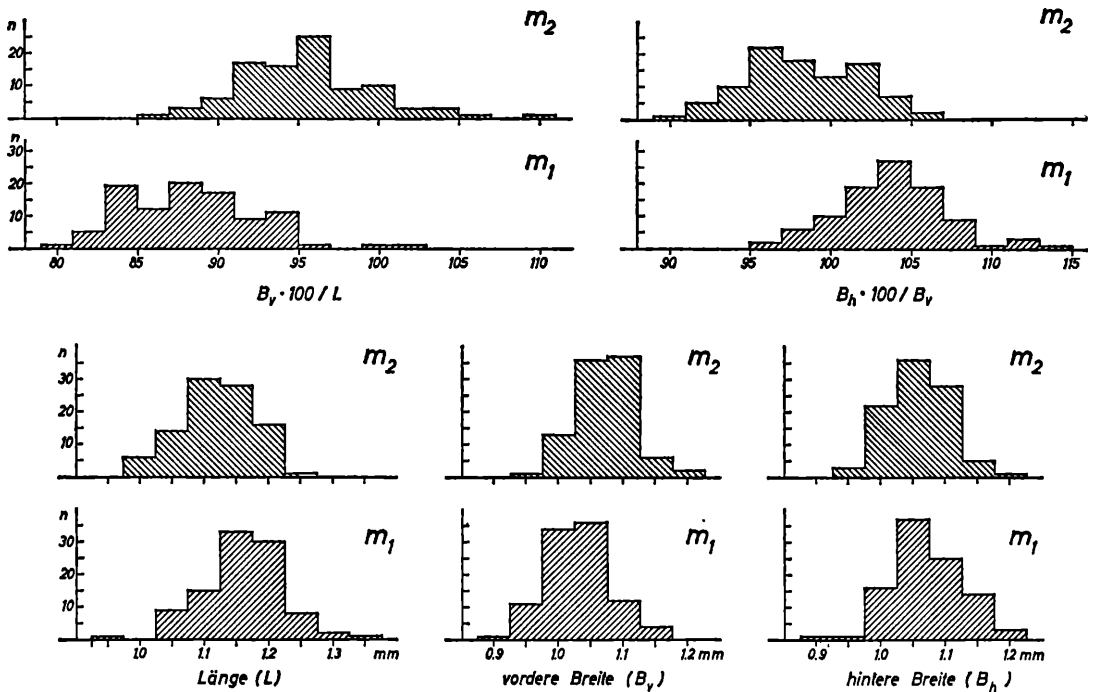 n
m2
m2
20
10
n
m1
m1
30
20
10
80 85 90 95 100 105 110
90 95 100 105 110 115
Bv · 100 / L
Bh · 100 / Bv
n
m2
m2
m2
30
20
10
n
m1
m1
m1
30
20
10
1.0 1.1 1.2 1.3 mm
0.9 1.0 1.1 1.2 mm
0.9 1.0 1.1 1.2 mm
Länge (L)
vordere Breite (Bv)
hintere Breite (Bh)